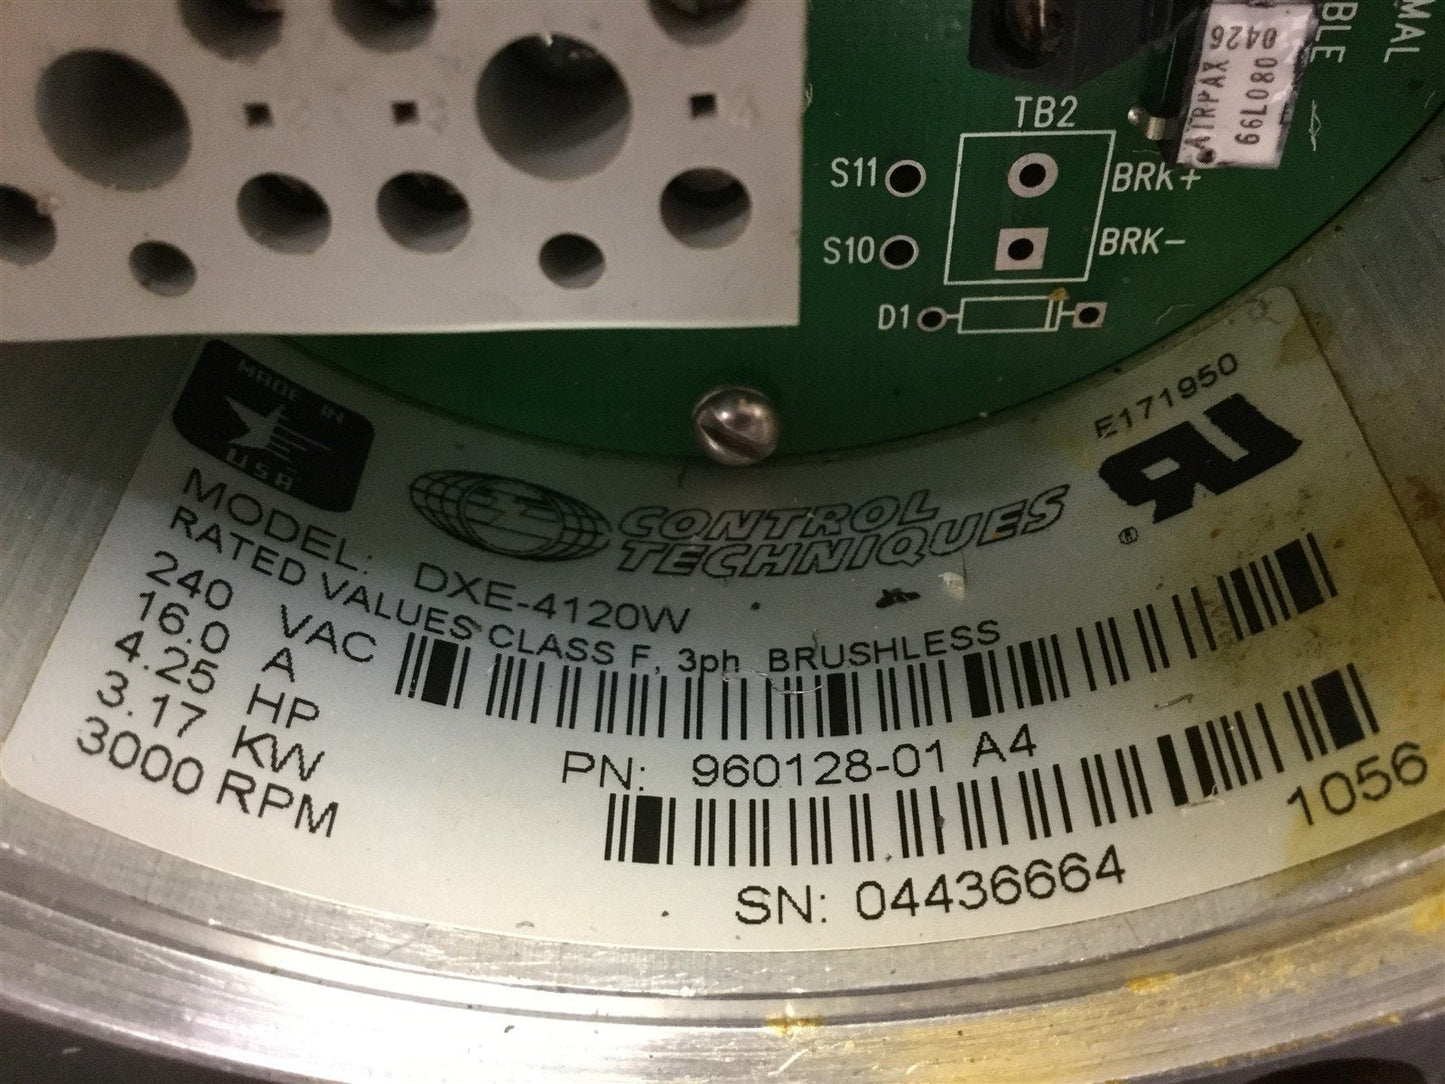 MAL
BLE
0426
AIRPAX
66L080
TB2
S11
BRK+
S10
BRK-
D1
MADE IN
USA
E171950
CONTROL
TECHNIQUES
®
MODEL: DXE-4120W
RATED VALUES CLASS F, 3ph BRUSHLESS
240 VAC
16.0 A
4.25 HP
3.17 KW
3000 RPM
PN: 960128-01 A4
1056
SN: 04436664